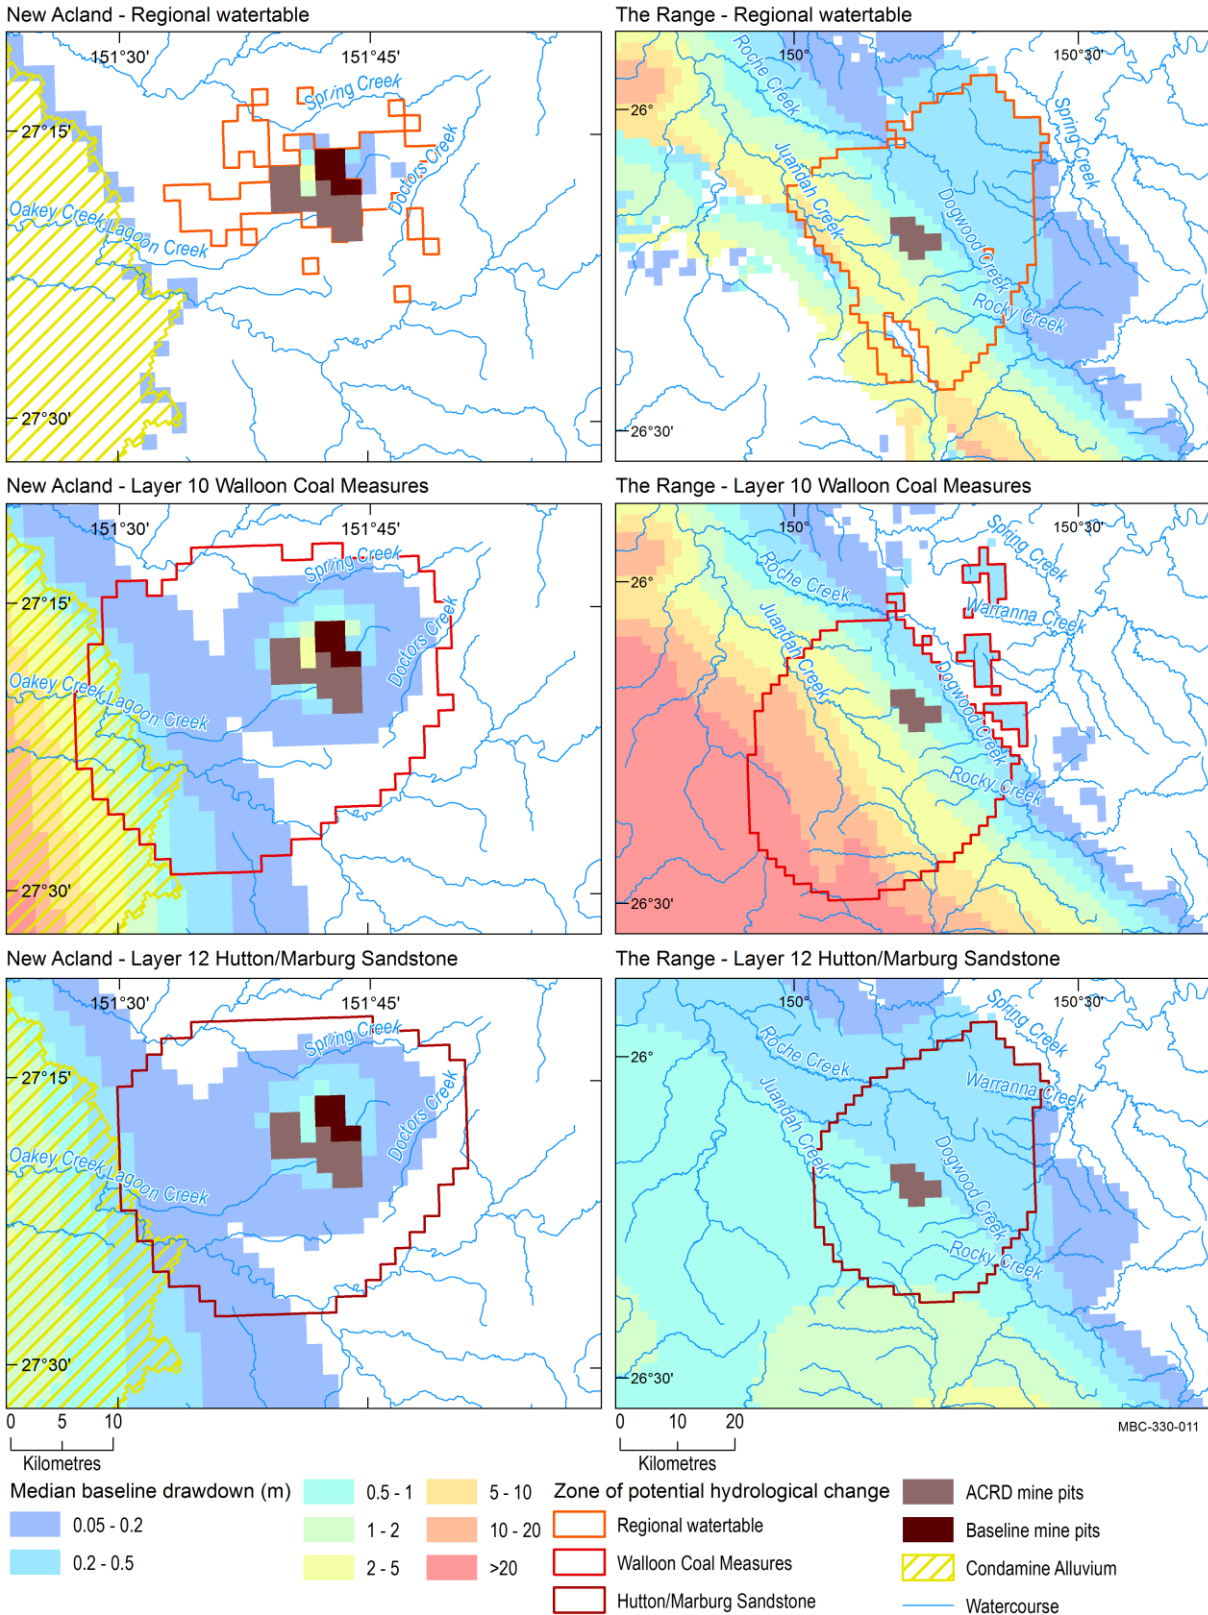 New Acland - Regional watertable
151°30'
151°45'
27°15'
27°30'
Spring Creek
Doctors Creek
Oakey Creek
Lagoon Creek
The Range - Regional watertable
150°
150°30'
26°
26°30'
Roche Creek
Juandah Creek
Spring Creek
Dogwood Creek
Rocky Creek
New Acland - Layer 10 Walloon Coal Measures
151°30'
151°45'
27°15'
27°30'
Spring Creek
Doctors Creek
Oakey Creek
Lagoon Creek
The Range - Layer 10 Walloon Coal Measures
150°
150°30'
26°
26°30'
Spring Creek
Roche Creek
Juandah Creek
Warranna Creek
Dogwood Creek
Rocky Creek
New Acland - Layer 12 Hutton/Marburg Sandstone
151°30'
151°45'
27°15'
27°30'
Spring Creek
Doctors Creek
Oakey Creek
Lagoon Creek
The Range - Layer 12 Hutton/Marburg Sandstone
150°
150°30'
26°
26°30'
Spring Creek
Roche Creek
Juandah Creek
Warranna Creek
Dogwood Creek
Rocky Creek
0 5 10
Kilometres
0 10 20
Kilometres
MBC-330-011
Median baseline drawdown (m)
0.05 - 0.2
0.2 - 0.5
0.5 - 1
1 - 2
2 - 5
5 - 10
10 - 20
>20
Zone of potential hydrological change
Regional watertable
Walloon Coal Measures
Hutton/Marburg Sandstone
ACRD mine pits
Baseline mine pits
Condamine Alluvium
Watercourse